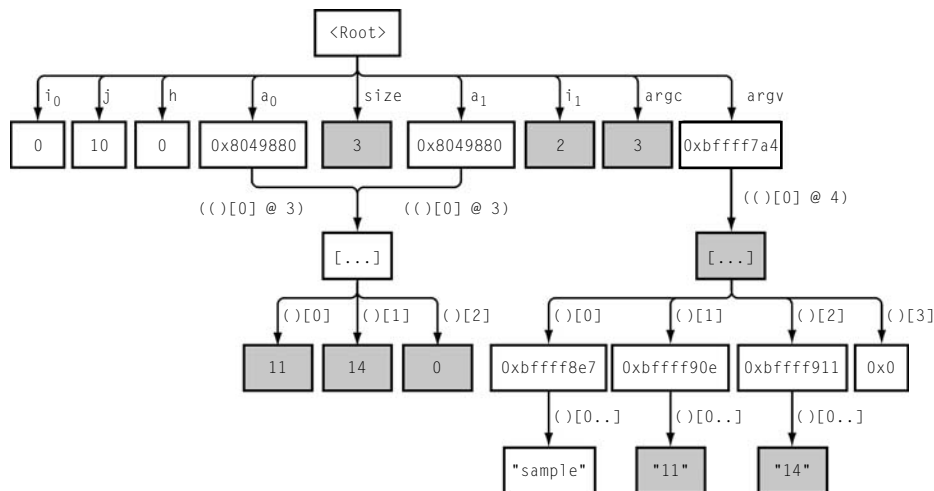 <Root>
i0 j h a0 size a1 i1 argc argv
0 10 0 0x8049880 3 0x8049880 2 3 0xbffff7a4
(()[0] @ 3) (()[0] @ 3) (()[0] @ 4)
[...] [...]
()[0] ()[1] ()[2] ()[0] ()[1] ()[2] ()[3]
11 14 0 0xbffff8e7 0xbffff90e 0xbffff911 0x0
()[0..] ()[0..] ()[0..]
"sample" "11" "14"